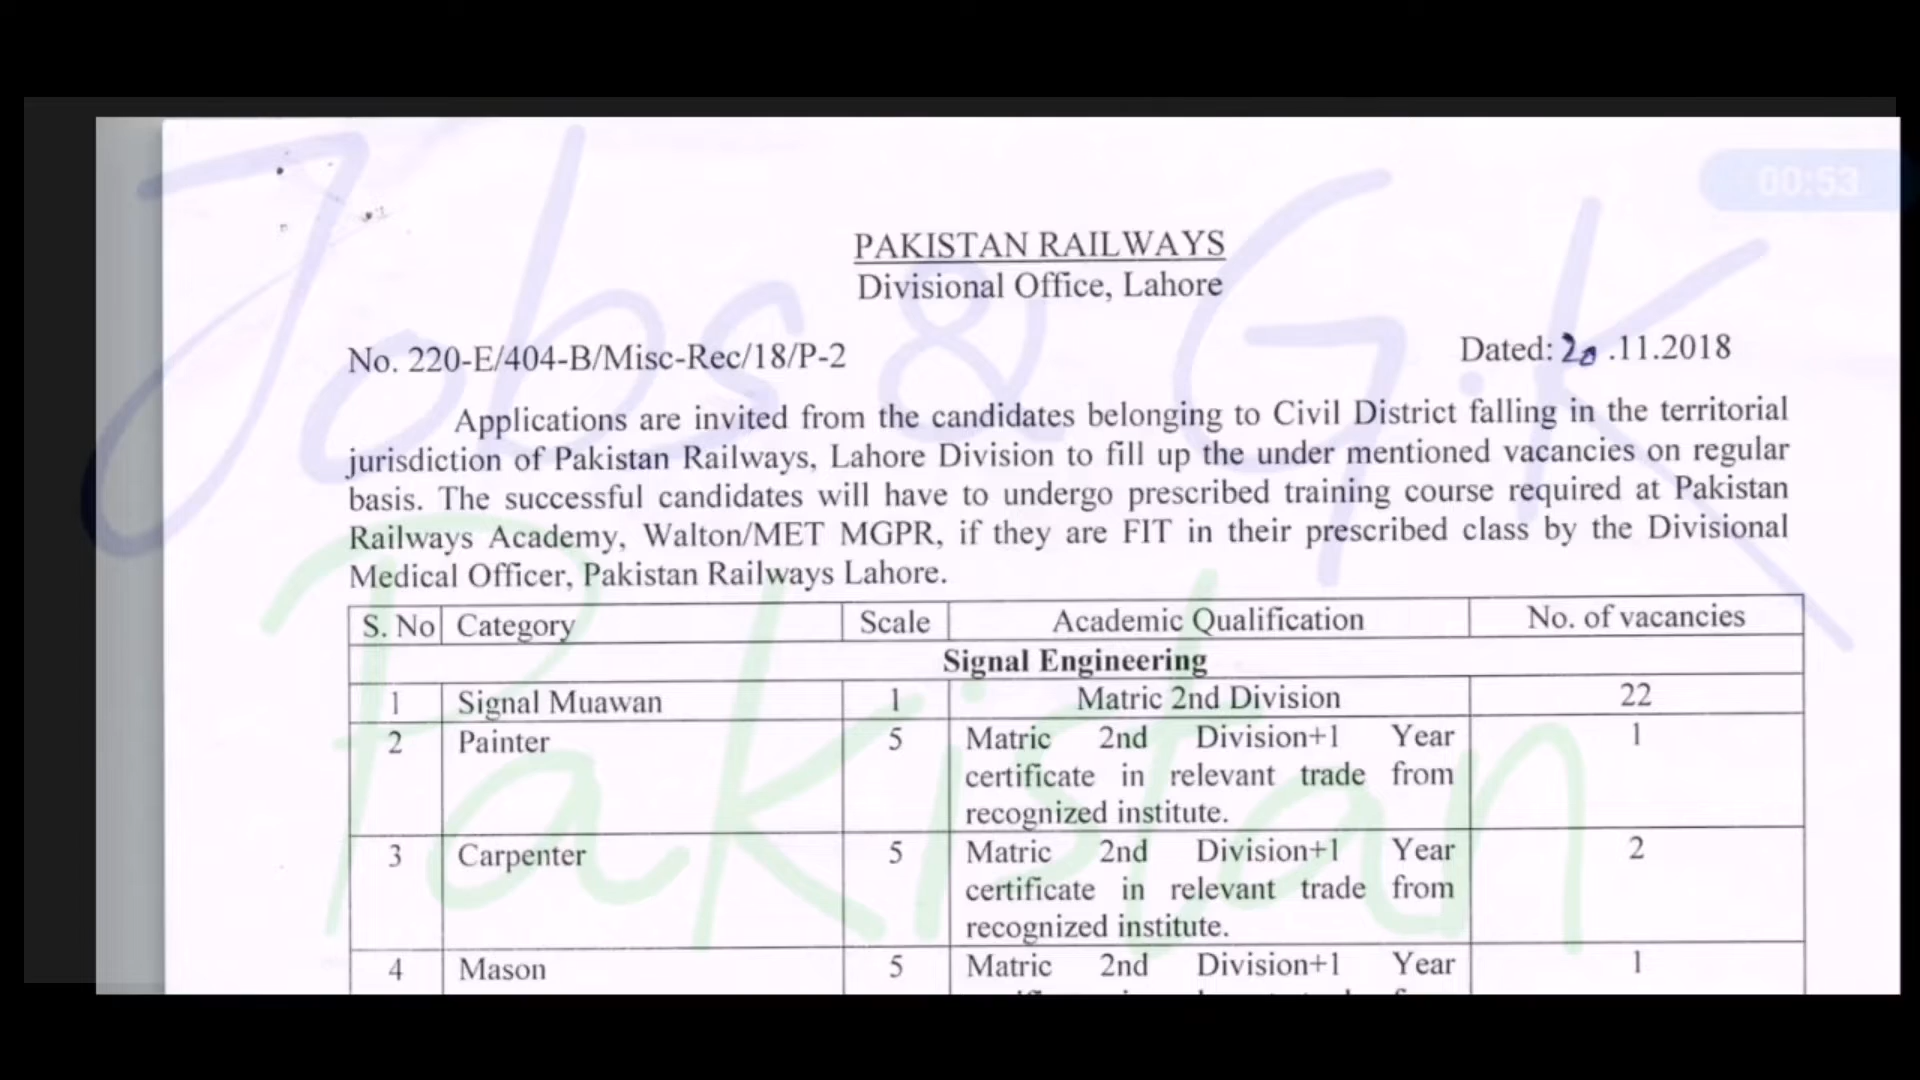 Jobs & G.K
Pakistan
00:53
PAKISTAN RAILWAYS
Divisional Office, Lahore
No. 220-E/404-B/Misc-Rec/18/P-2
Dated: 20.11.2018
Applications are invited from the candidates belonging to Civil District falling in the territorial
jurisdiction of Pakistan Railways, Lahore Division to fill up the under mentioned vacancies on regular
basis. The successful candidates will have to undergo prescribed training course required at Pakistan
Railways Academy, Walton/MET MGPR, if they are FIT in their prescribed class by the Divisional
Medical Officer, Pakistan Railways Lahore.
S. No Category Scale Academic Qualification No. of vacancies
Signal Engineering
1 Signal Muawan 1 Matric 2nd Division 22
2 Painter 5 Matric 2nd Division+1 Year 1
certificate in relevant trade from
recognized institute.
3 Carpenter 5 Matric 2nd Division+1 Year 2
certificate in relevant trade from
recognized institute.
4 Mason 5 Matric 2nd Division+1 Year 1